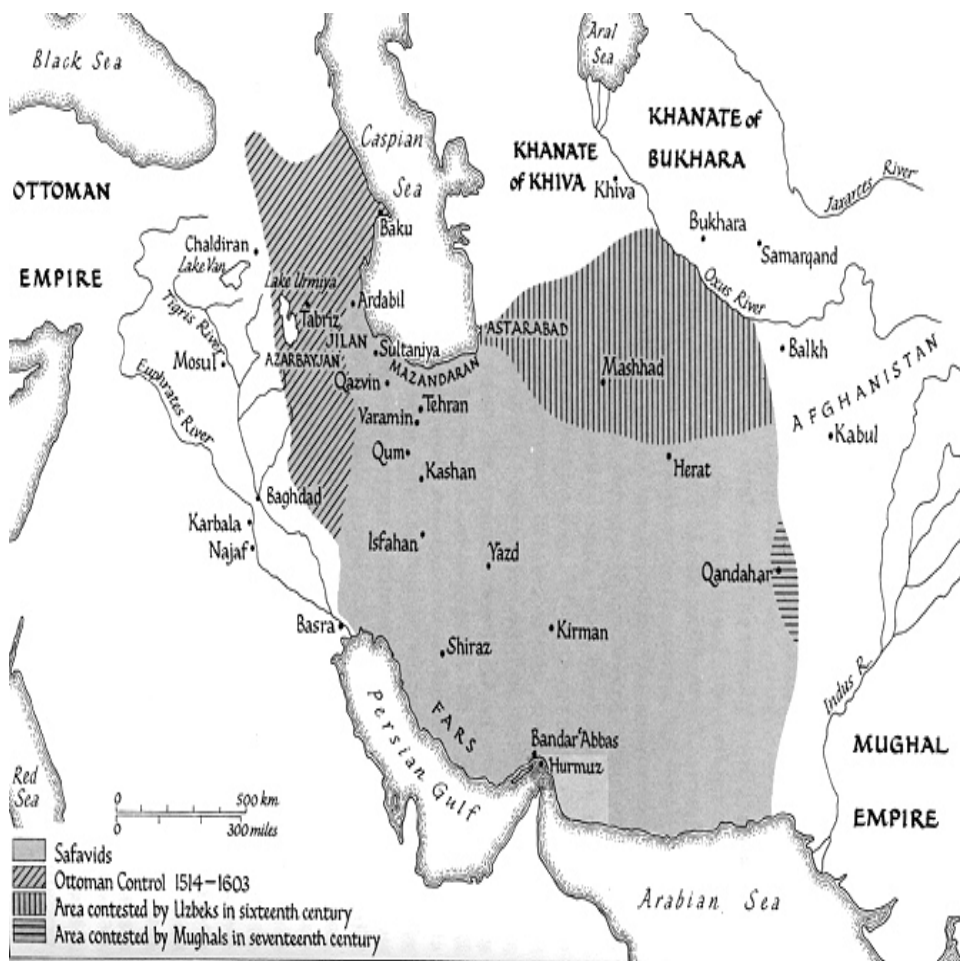 Black Sea
Aral
Sea
Caspian
Sea
KHANATE
of KHIVA
Khiva
KHANATE of
BUKHARA
Jaxartes River
OTTOMAN
EMPIRE
Chaldiran
Lake Van
Baku
Bukhara
Samarqand
Oxus River
Lake Urmiya
Tabriz
Ardabil
JILAN
AZARBAYJAN
Sultaniya
MAZANDARAN
ASTARABAD
Tigris River
Mosul
Euphrates River
Qazvin
Tehran
Varamin
Mashhad
Balkh
AFGHANISTAN
Kabul
Qum
Kashan
Herat
Baghdad
Karbala
Najaf
Isfahan
Yazd
Qandahar
Basra
Shiraz
Kirman
FARS
Persian Gulf
Bandar 'Abbas
Hurmuz
Indus R.
MUGHAL
EMPIRE
Red
Sea
Arabian Sea
0 500 km
0 300 miles
Safavids
Ottoman Control 1514–1603
Area contested by Uzbeks in sixteenth century
Area contested by Mughals in seventeenth century